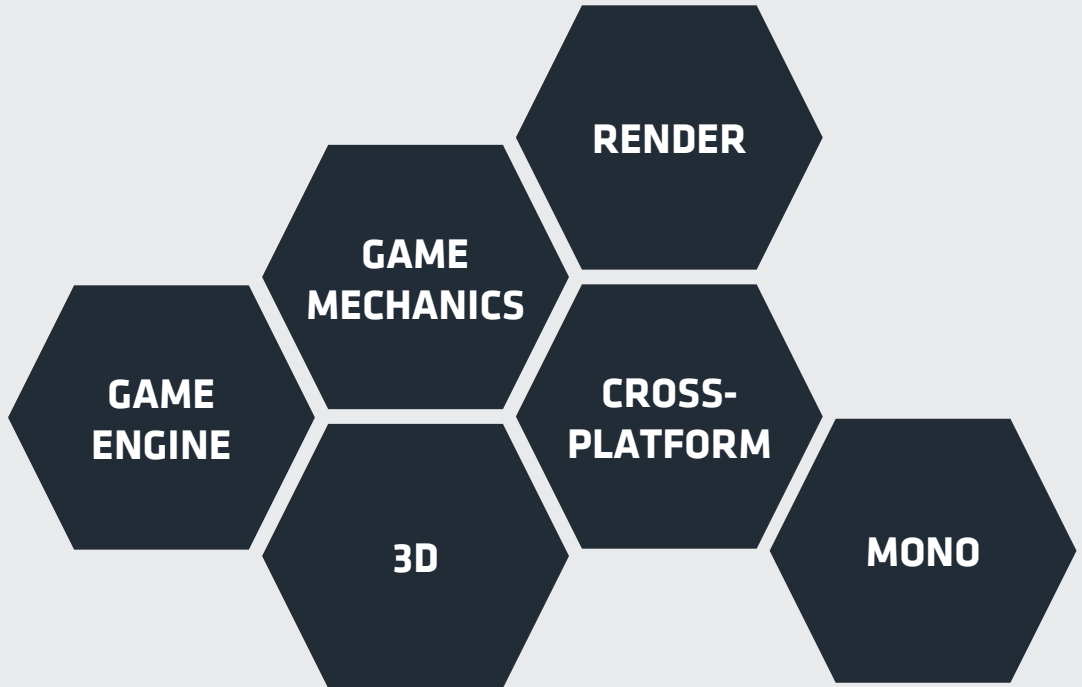 RENDER
GAME
MECHANICS
GAME
ENGINE
CROSS-
PLATFORM
3D
MONO